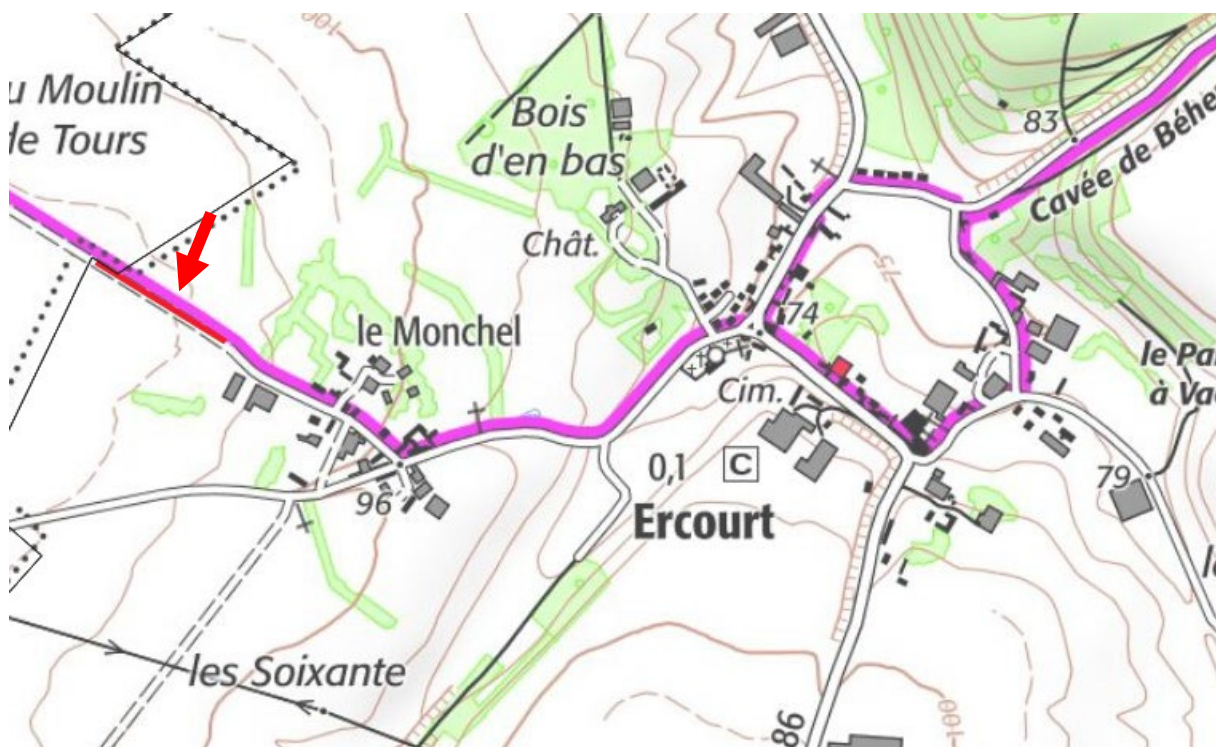 100
u Moulin
de Tours
Bois
d'en bas
83
Cavée de Béhe
Chât.
75
le Monchel
74
le Pa
à Va
Cim.
0,1 C
79
96
Ercourt
les Soixante
86
100